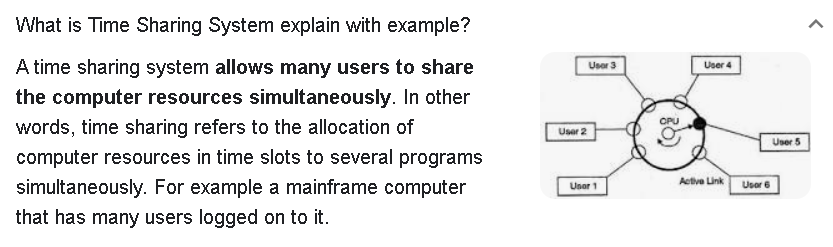 What is Time Sharing System explain with example?
A time sharing system allows many users to share
the computer resources simultaneously. In other
words, time sharing refers to the allocation of
computer resources in time slots to several programs
simultaneously. For example a mainframe computer
that has many users logged on to it.
User 3
User 4
User 2
CPU
User 5
User 1
Active Link
User 6